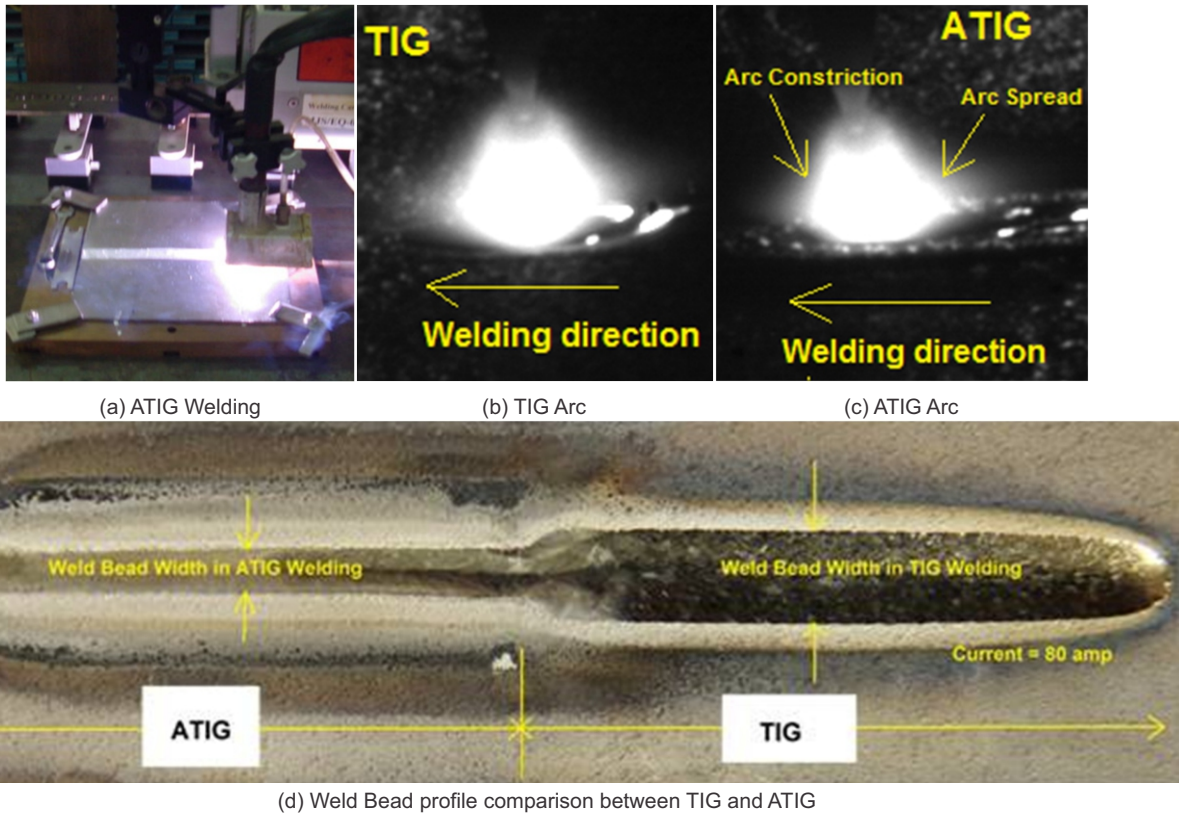 TIG
Welding direction
ATIG
Arc Constriction
Arc Spread
Welding direction
(a) ATIG Welding
(b) TIG Arc
(c) ATIG Arc
Weld Bead Width in ATIG Welding
Weld Bead Width in TIG Welding
Current = 80 amp
ATIG
TIG
(d) Weld Bead profile comparison between TIG and ATIG